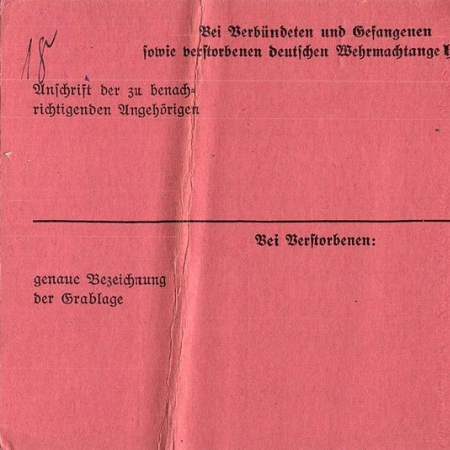 Bei Verbündeten und Gefangenen
sowie verstorbenen deutschen Wehrmachtange
Anschrift der zu benach-
richtigenden Angehörigen
Bei Verstorbenen:
genaue Bezeichnung
der Grablage